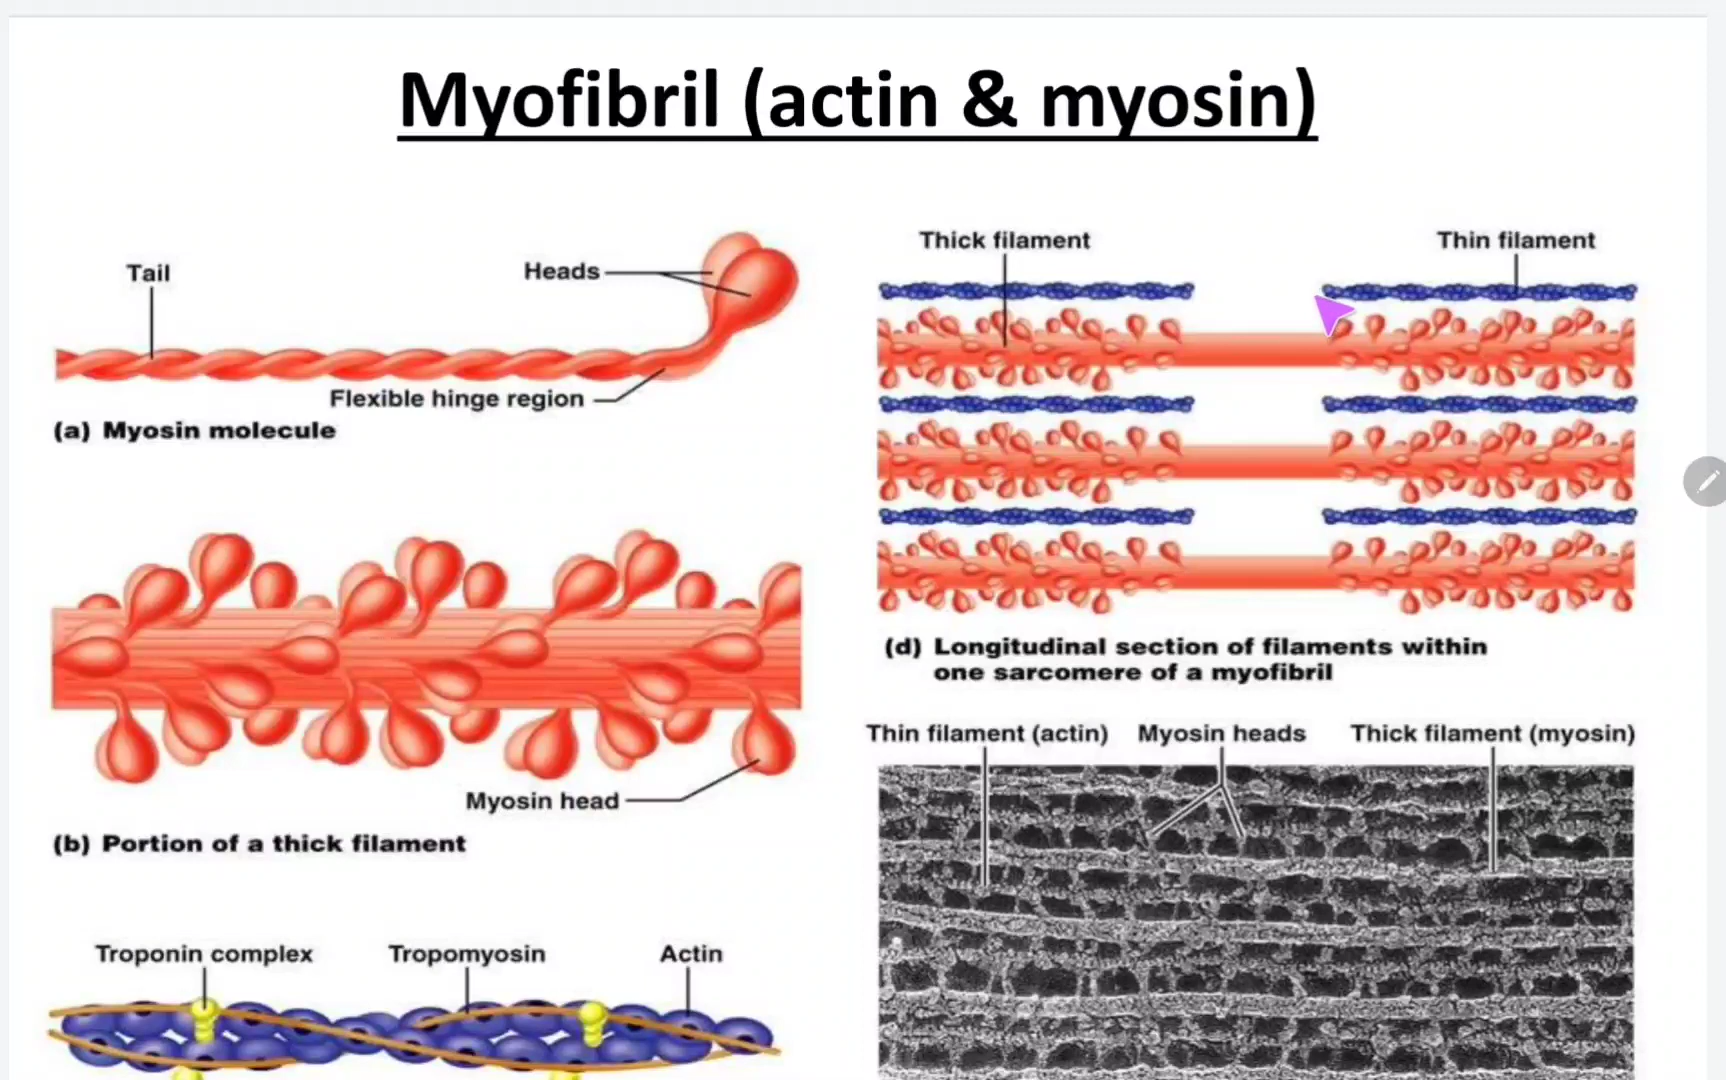 Myofibril (actin & myosin)
Tail
Heads
Flexible hinge region
(a) Myosin molecule
Myosin head
(b) Portion of a thick filament
Troponin complex
Tropomyosin
Actin
Thick filament
Thin filament
(d) Longitudinal section of filaments within
one sarcomere of a myofibril
Thin filament (actin)
Myosin heads
Thick filament (myosin)